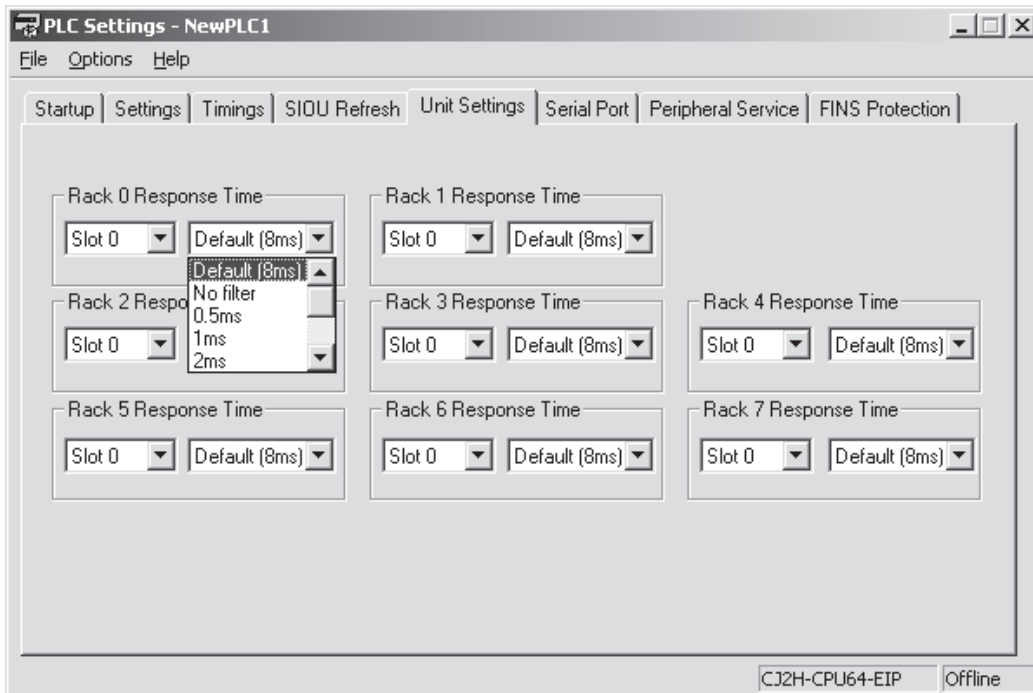 PLC Settings - NewPLC1
File Options Help
Startup Settings Timings SIOU Refresh Unit Settings Serial Port Peripheral Service FINS Protection
Rack 0 Response Time Rack 1 Response Time
Slot 0 Default (8ms) Slot 0 Default (8ms)
Default (8ms)
No filter
0.5ms
1ms
2ms
Rack 2 Respo Rack 3 Response Time Rack 4 Response Time
Slot 0 Slot 0 Default (8ms) Slot 0 Default (8ms)
Rack 5 Response Time Rack 6 Response Time Rack 7 Response Time
Slot 0 Default (8ms) Slot 0 Default (8ms) Slot 0 Default (8ms)
CJ2H-CPU64-EIP Offline